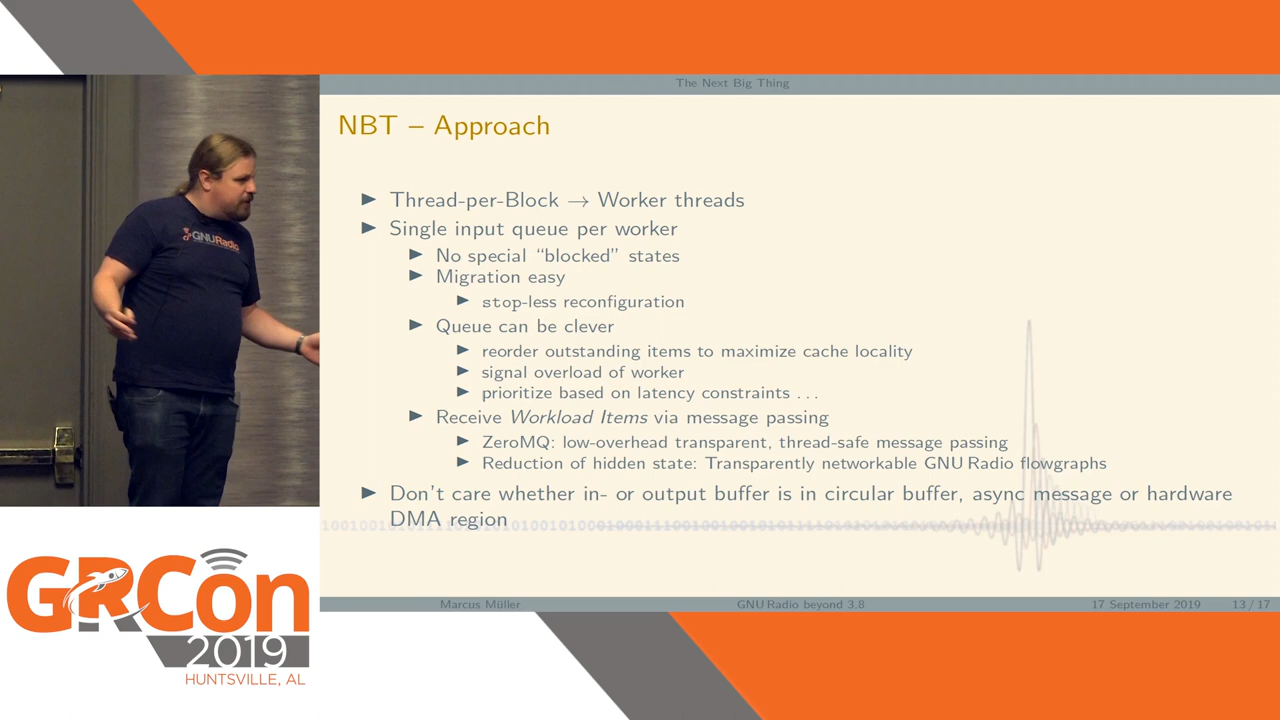 The Next Big Thing
NBT – Approach
Thread-per-Block → Worker threads
Single input queue per worker
No special “blocked” states
Migration easy
stop-less reconfiguration
Queue can be clever
reorder outstanding items to maximize cache locality
signal overload of worker
prioritize based on latency constraints . . .
Receive Workload Items via message passing
ZeroMQ: low-overhead transparent, thread-safe message passing
Reduction of hidden state: Transparently networkable GNU Radio flowgraphs
Don't care whether in- or output buffer is in circular buffer, async message or hardware
DMA region
Marcus Müller GNU Radio beyond 3.8 17 September 2019 13 / 17
GNURadio
GRCon
2019
HUNTSVILLE, AL